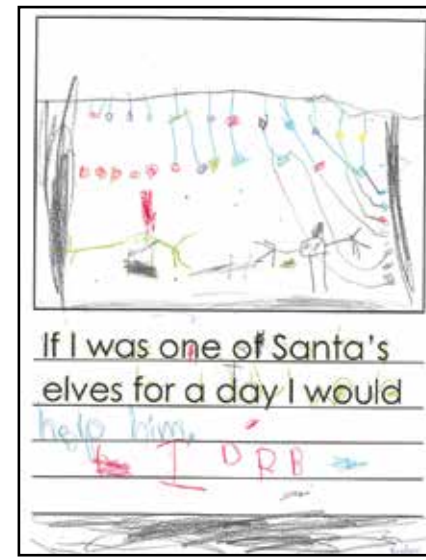 If I was one of Santa's
elves for a day I would
help him.
I D R B